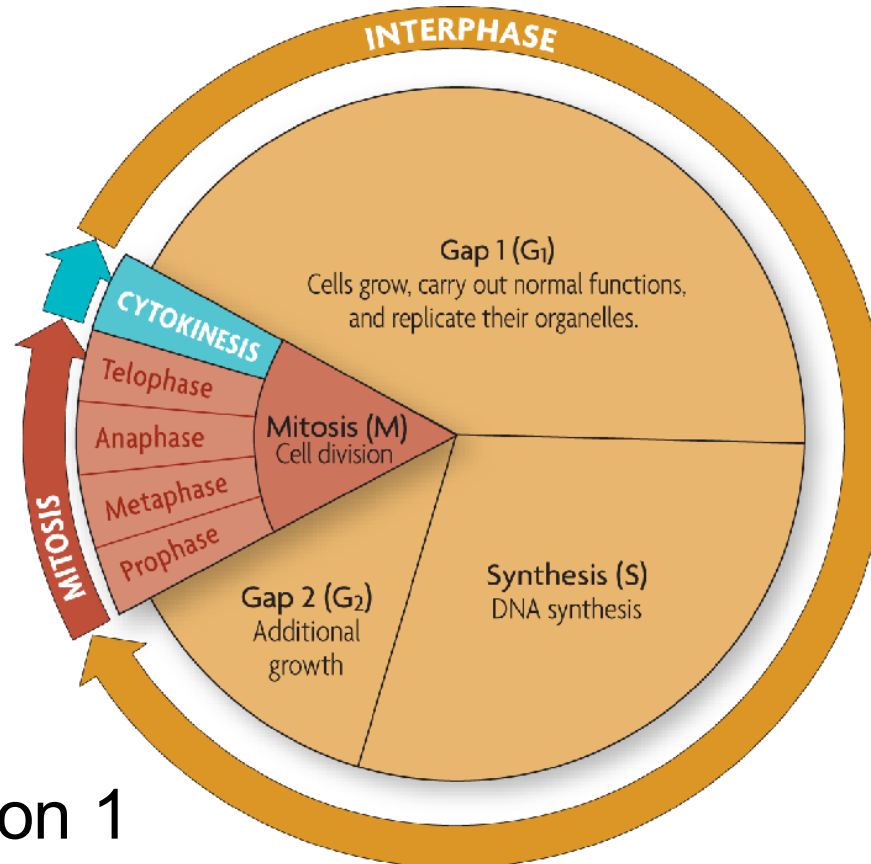 INTERPHASE
Gap 1 (G₁)
Cells grow, carry out normal functions,
and replicate their organelles.
CYTOKINESIS
Telophase
Anaphase
Metaphase
Prophase
Mitosis (M)
Cell division
MITOSIS
Gap 2 (G₂)
Additional
growth
Synthesis (S)
DNA synthesis
on 1